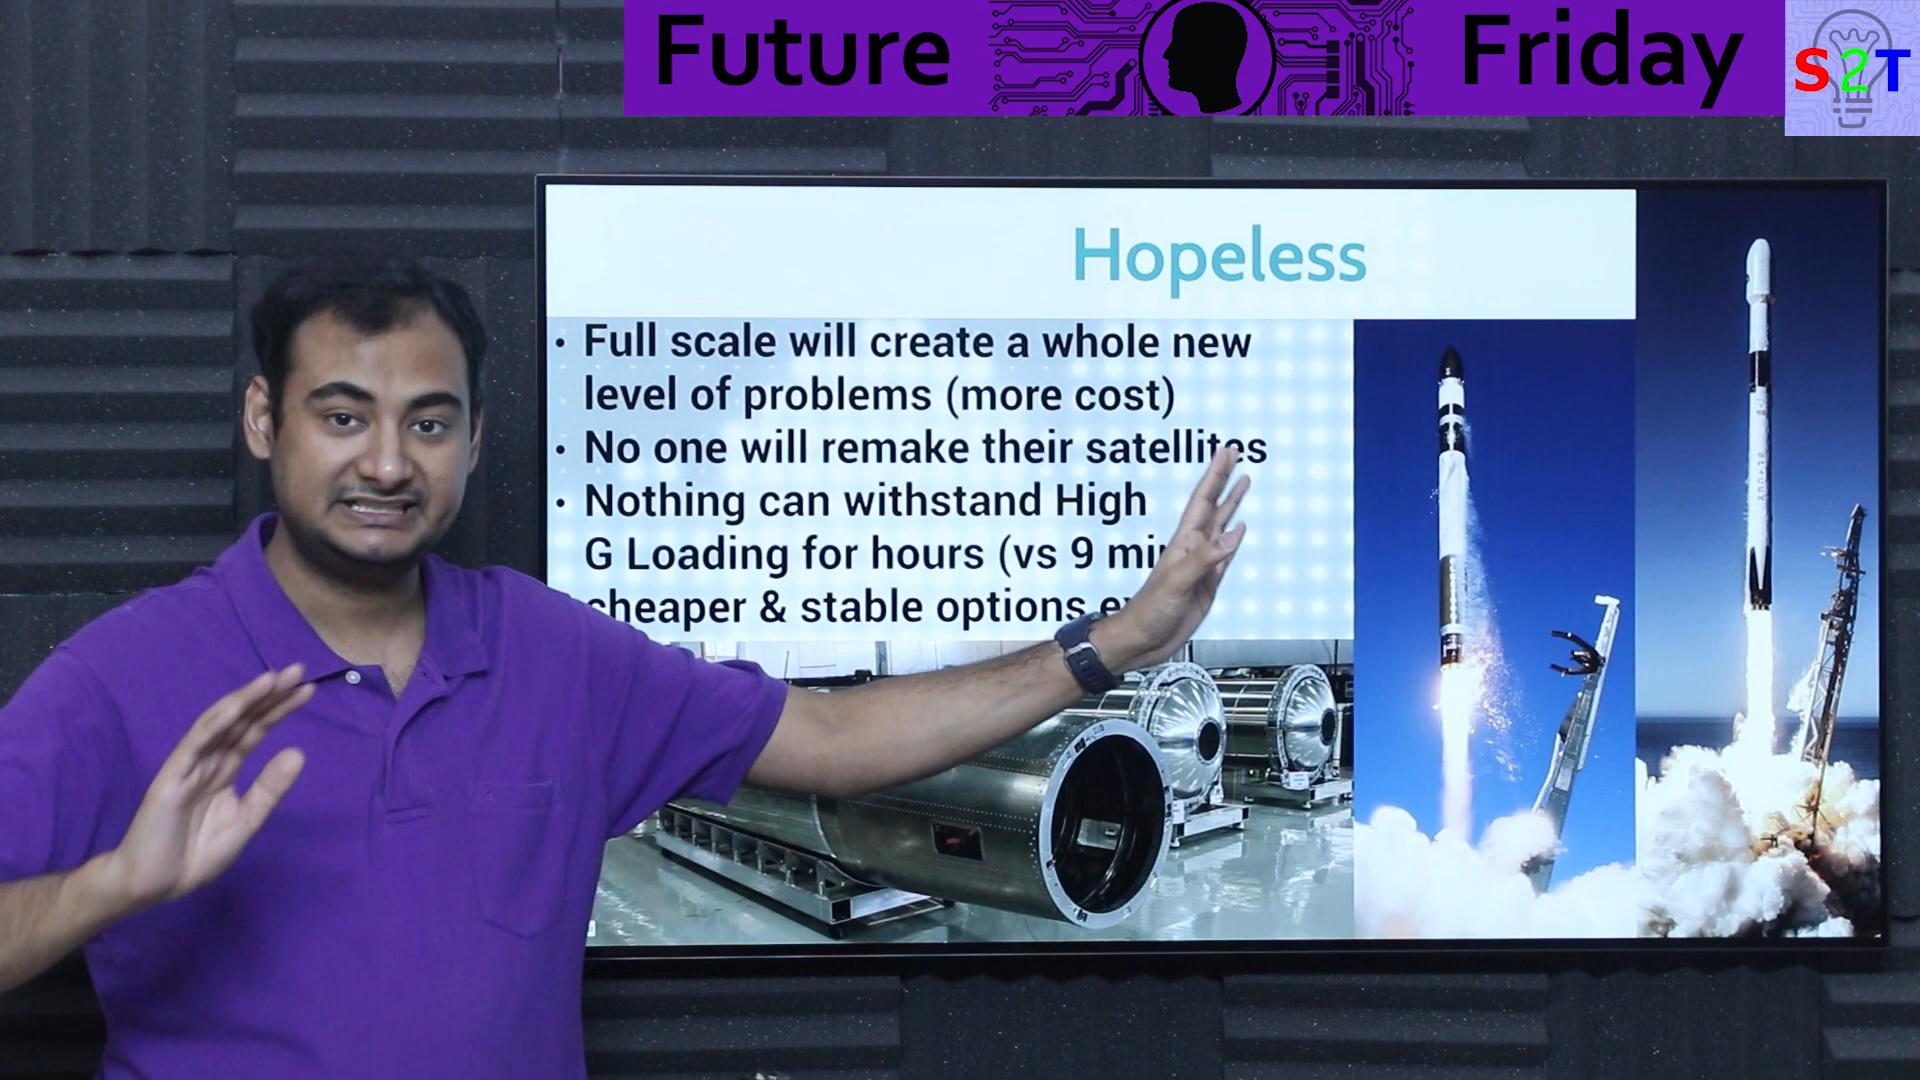 Future Friday
S2T
Hopeless
• Full scale will create a whole new
level of problems (more cost)
• No one will remake their satellites
• Nothing can withstand High
G Loading for hours (vs 9
cheaper & stable options